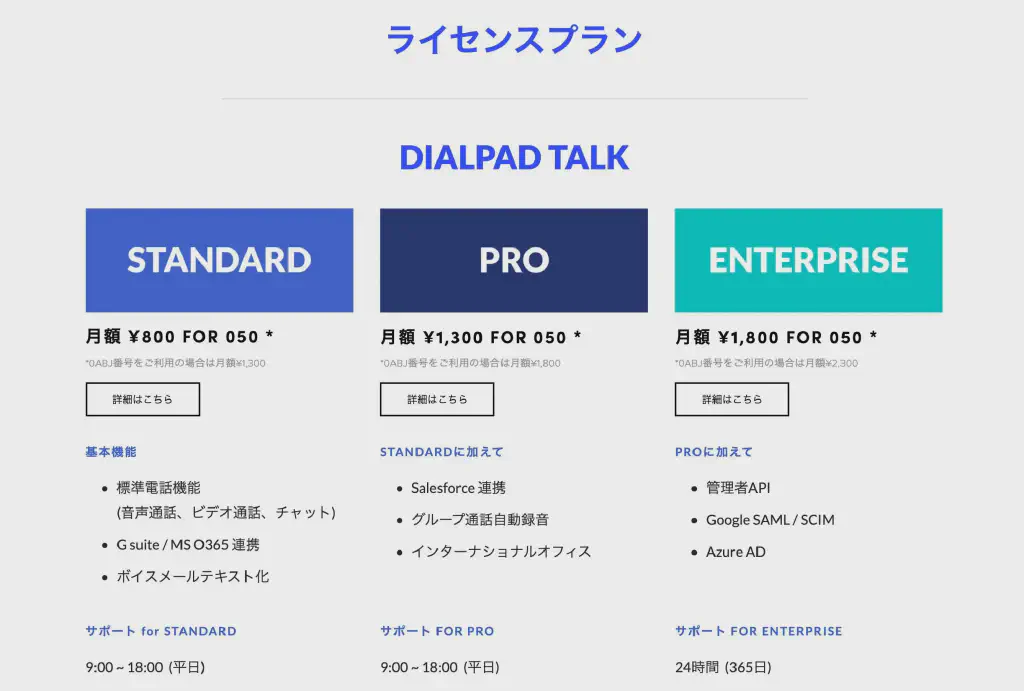 ライセンスプラン
DIALPAD TALK
STANDARD
月額 ¥800 FOR 050 *
*0ABJ番号をご利用の場合は月額¥1,300
詳細はこちら
基本機能
• 標準電話機能
(音声通話、ビデオ通話、チャット)
• G suite / MS O365 連携
• ボイスメールテキスト化
サポート for STANDARD
9:00 ~ 18:00 (平日)
PRO
月額 ¥1,300 FOR 050 *
*0ABJ番号をご利用の場合は月額¥1,800
詳細はこちら
STANDARDに加えて
• Salesforce 連携
• グループ通話自動録音
• インターナショナルオフィス
サポート FOR PRO
9:00 ~ 18:00 (平日)
ENTERPRISE
月額 ¥1,800 FOR 050 *
*0ABJ番号をご利用の場合は月額¥2,300
詳細はこちら
PROに加えて
• 管理者API
• Google SAML / SCIM
• Azure AD
サポート FOR ENTERPRISE
24時間 (365日)